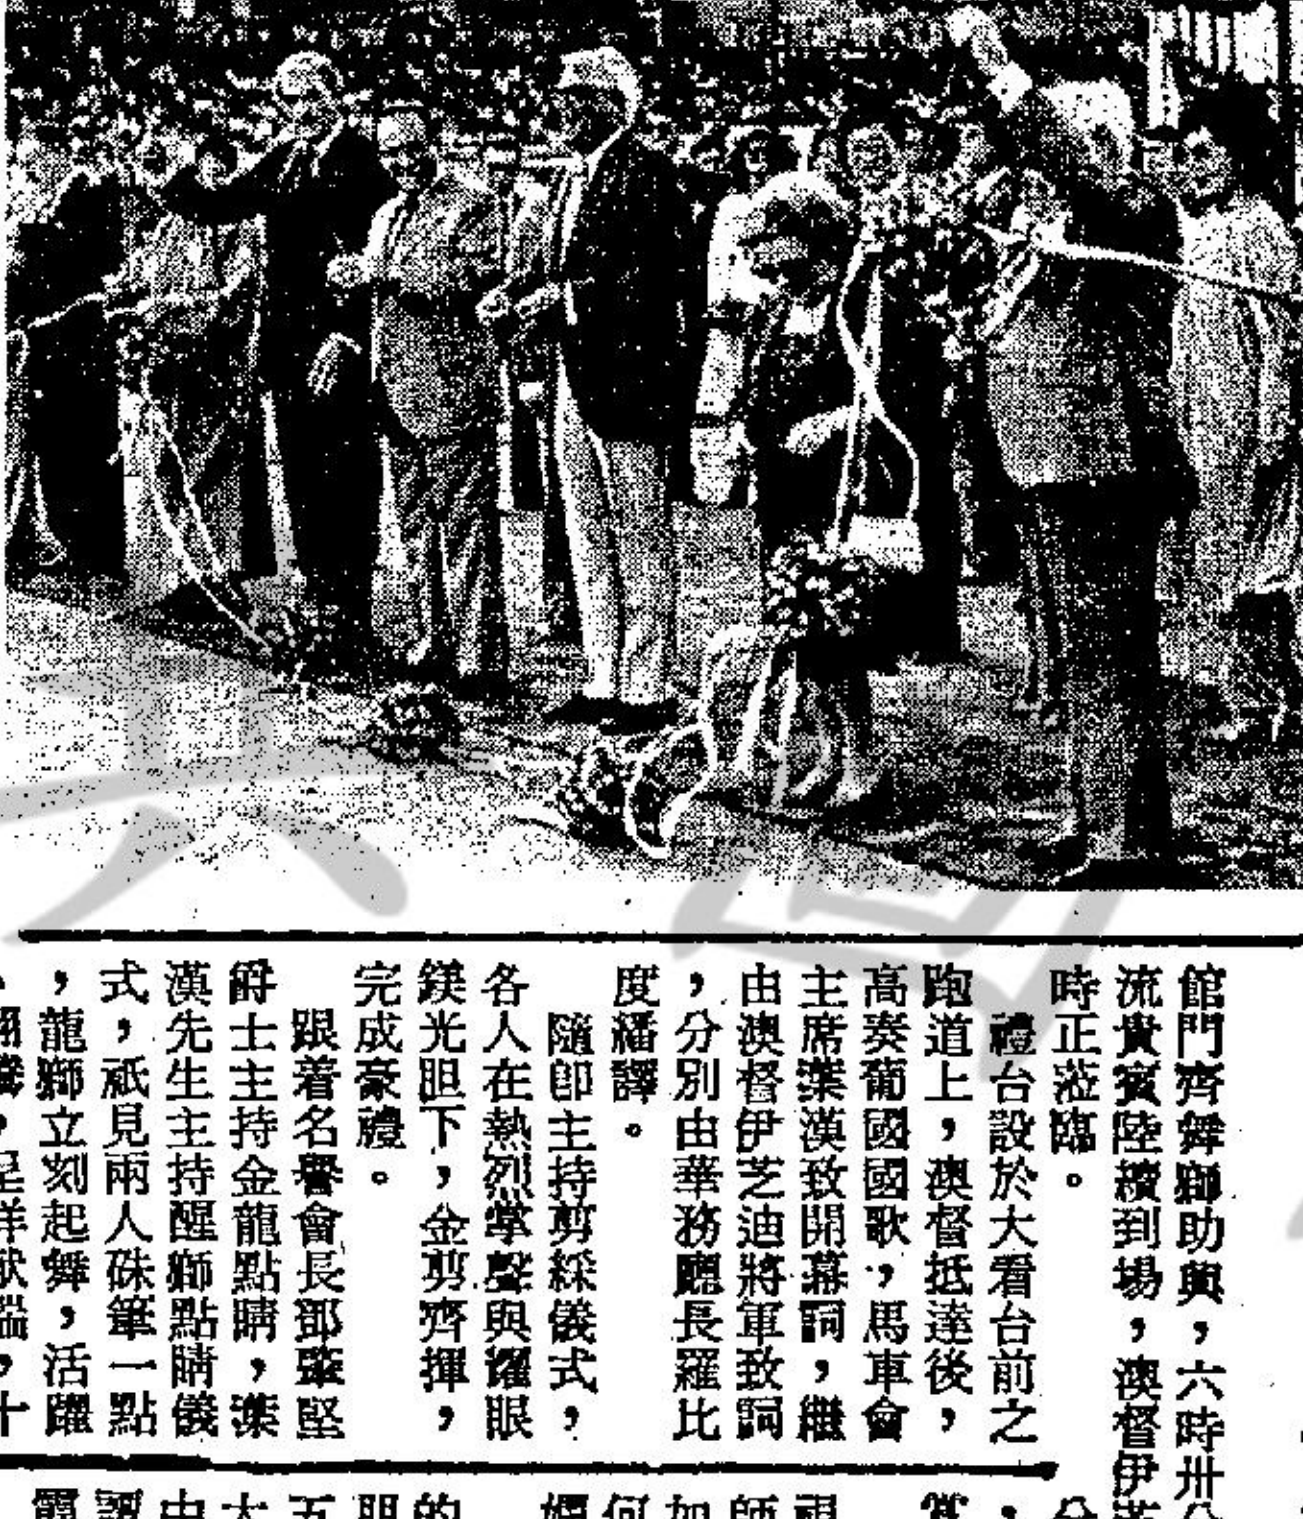 館門齊舞獅助興，六時卅分
流貴賓陸續到場，澳督伊芝
時正蒞臨。
禮台設於大看台前之
跑道上，澳督抵達後，
高奏葡國國歌，馬車會
主席葉漢致開幕詞，繼
由澳督伊芝迪將軍致詞
，分別由華務廳長羅比
度繙譯。
隨卽主持剪綵儀式，
各人在熱烈掌聲與耀眼
鎂光胆下，金剪齊揮，
完成豪禮。
跟着名譽會長鄧肇堅
爵士主持金龍點睛，葉
漢先生主持醒獅點睛儀
式，祇見兩人硃筆一點
，龍獅立刻起舞，活躍